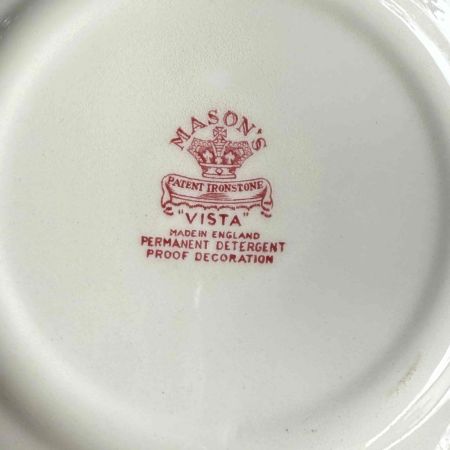 MASON'S
PATENT IRONSTONE
"VISTA"
MADE IN ENGLAND
PERMANENT DETERGENT
PROOF DECORATION